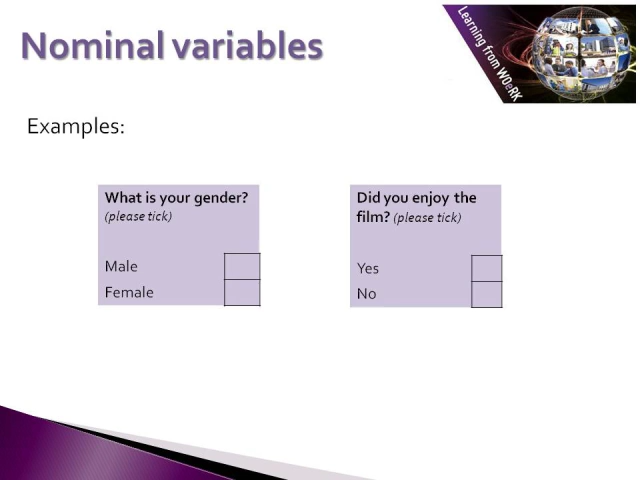 Nominal variables
Learning from WOeRK
Examples:
What is your gender?
(please tick)
Male
Female
Did you enjoy the
film? (please tick)
Yes
No